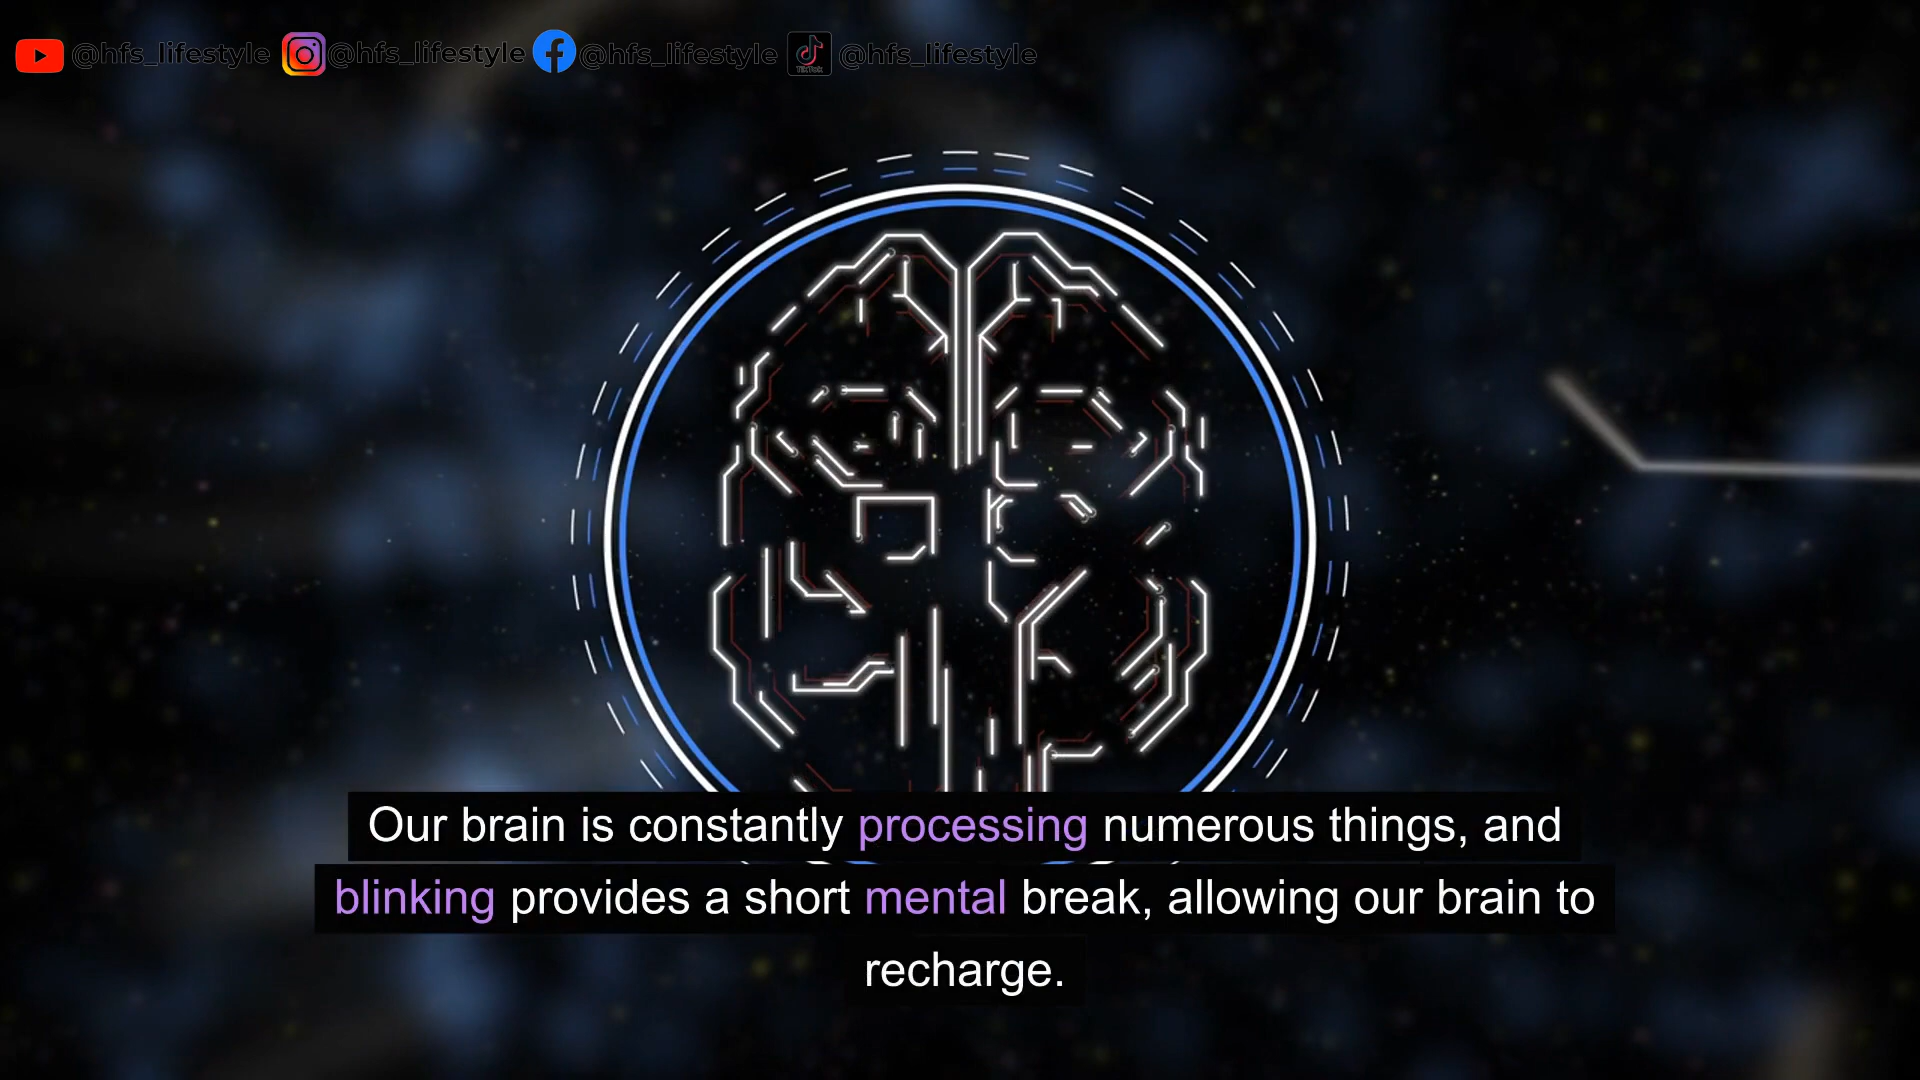 @hfs_lifestyle @hfs_lifestyle @hfs_lifestyle TikTok @hfs_lifestyle
Our brain is constantly processing numerous things, and
blinking provides a short mental break, allowing our brain to
recharge.